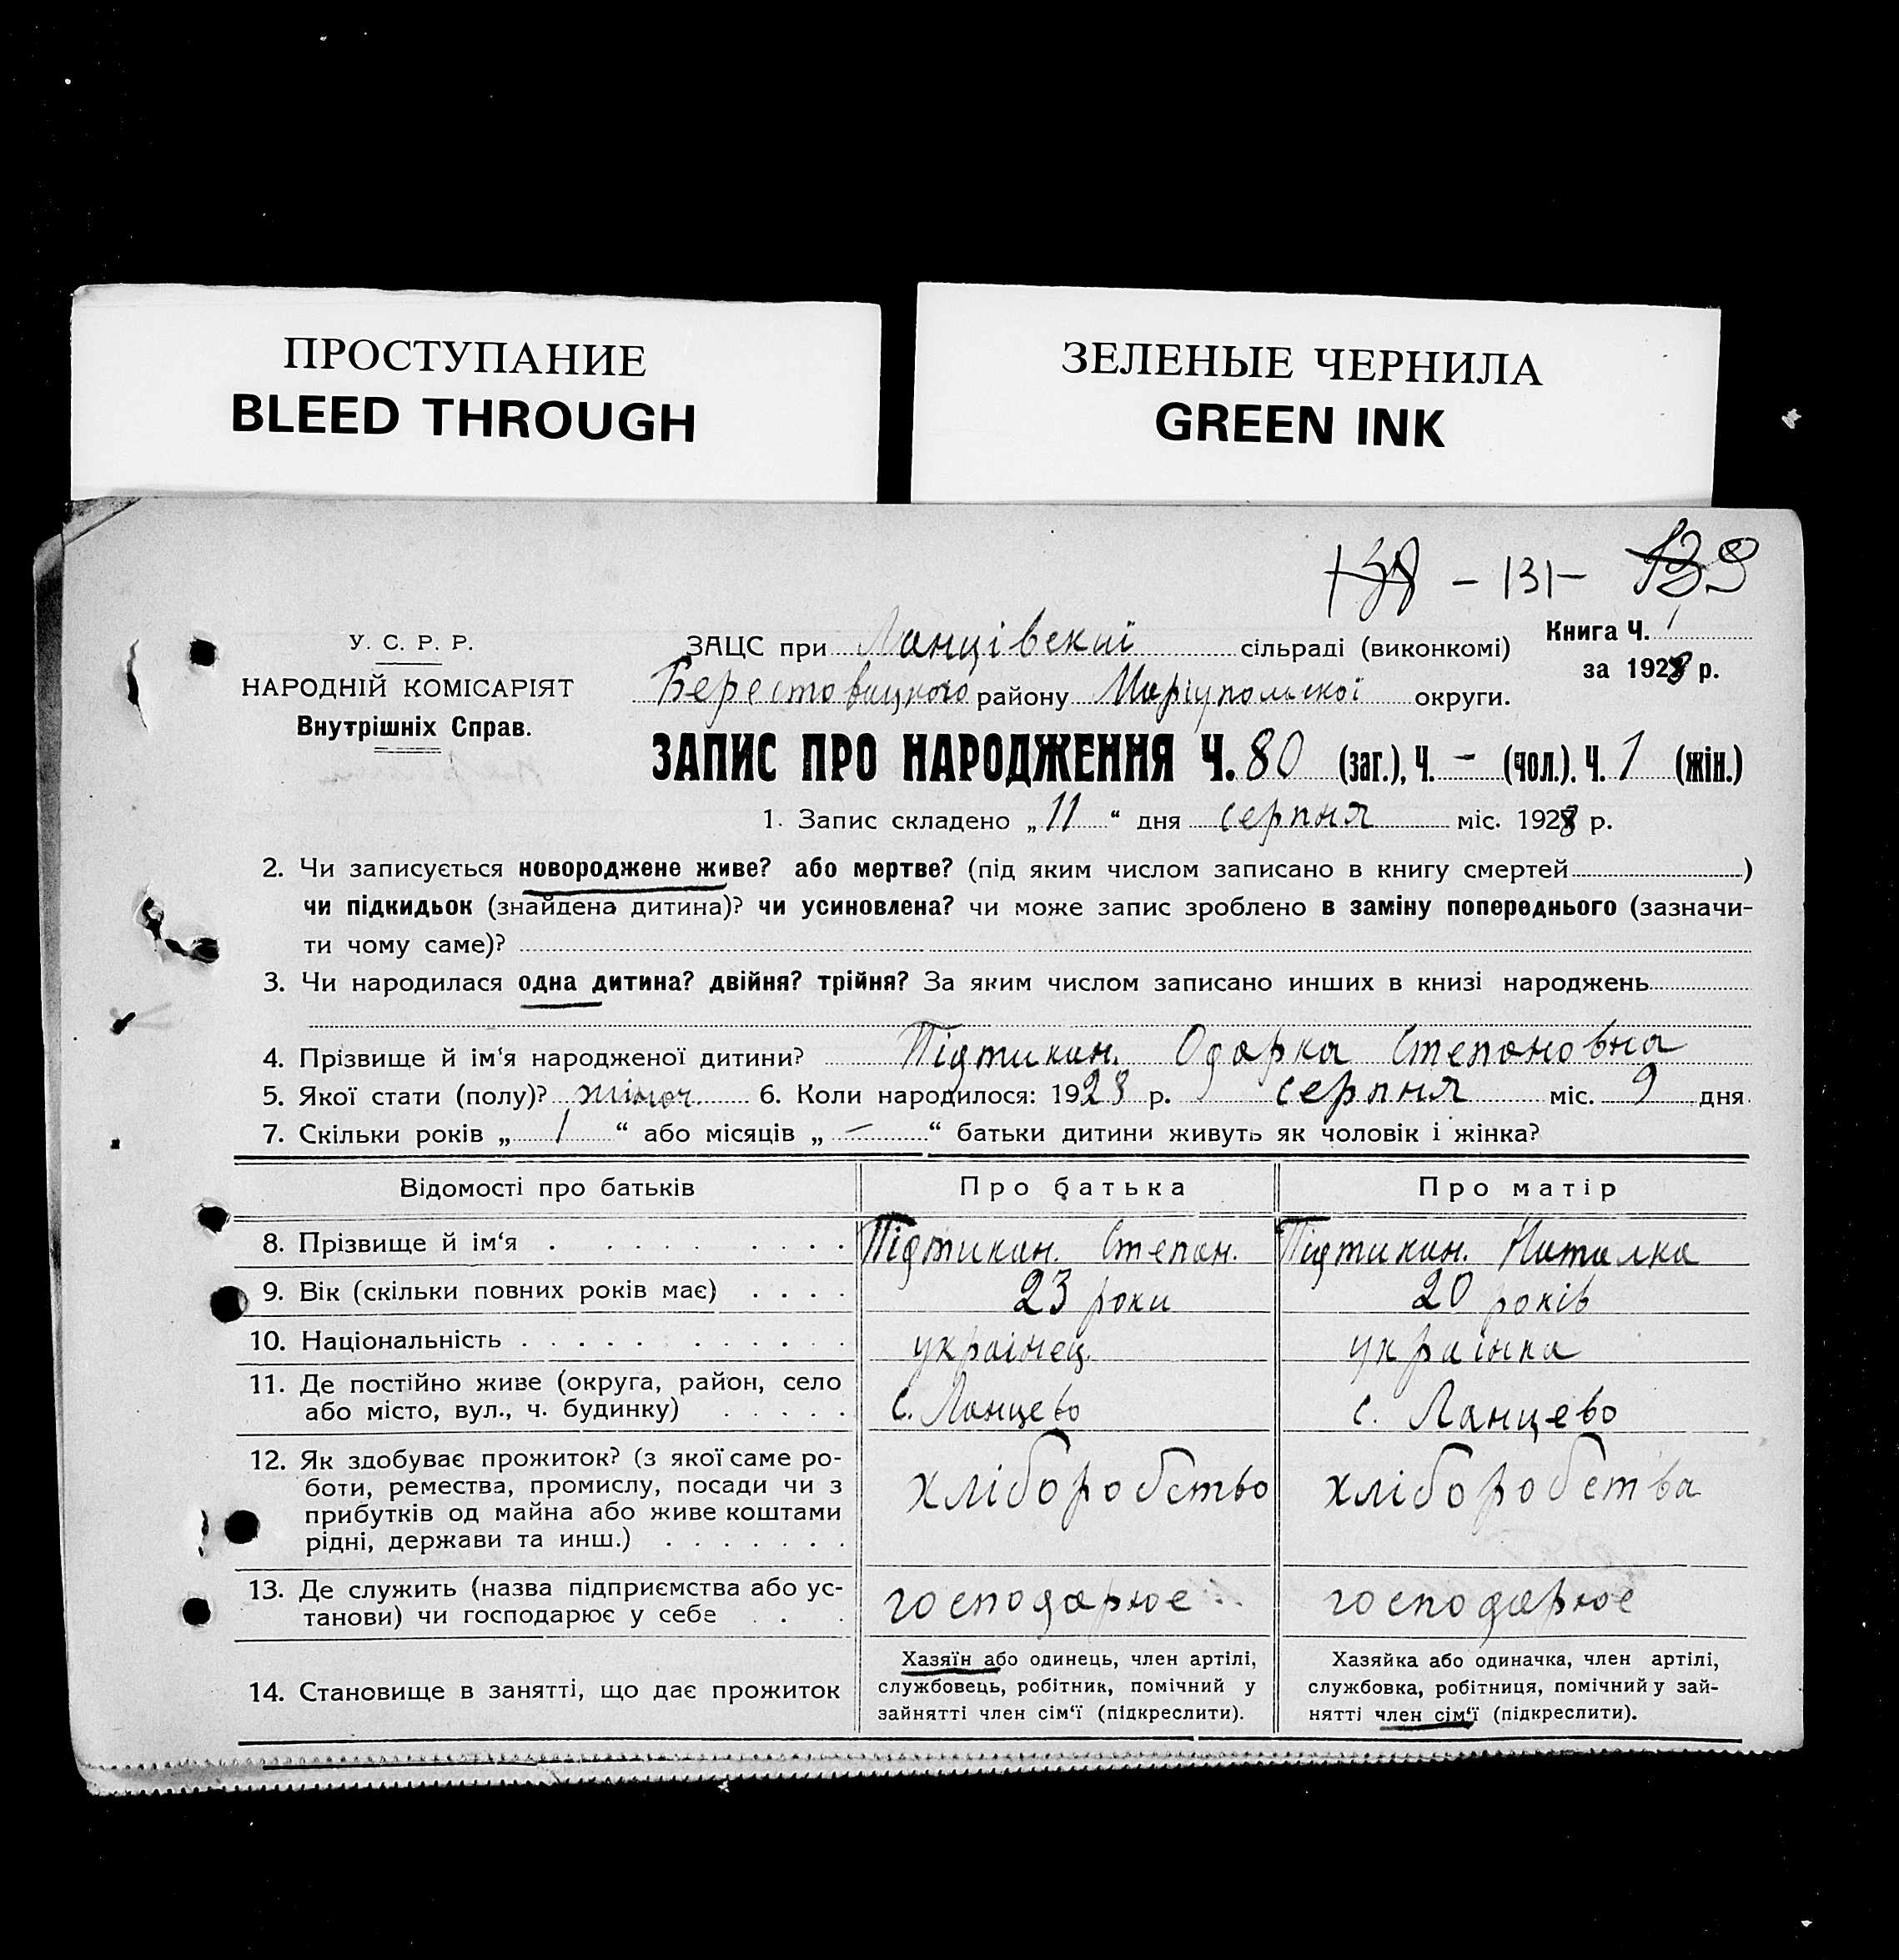 ПРОСТУПАНИЕ
BLEED THROUGH
ЗЕЛЕНЫЕ ЧЕРНИЛА
GREEN INK
138 - 131 - 139
У. С. Р. Р.
НАРОДНІЙ КОМІСАРІЯТ
Внутрішніх Справ.
ЗАЦС при Ланцівскій сільраді (виконкомі)
Книга Ч. 1
за 1928 р.
Берестовицкого району Маріупольскої округи.
ЗАПИС ПРО НАРОДЖЕННЯ Ч. 80 (заг.), Ч. - (чол.). Ч. 1 (жін.)
1. Запис складено „11“ дня серпня міс. 1928 р.
2. Чи записується новороджене живе? або мертве? (під яким числом записано в книгу смертей )
чи підкидьок (знайдена дитина)? чи усиновлена? чи може запис зроблено в заміну попереднього (зазначи-
ти чому саме)?
3. Чи народилася одна дитина? двійня? трійня? За яким числом записано инших в книзі народжень
4. Прізвище й ім‘я народженої дитини? Підтикан. Одарка Степановна
5. Якої стати (полу)? жіноч 6. Коли народилося: 1928 р. серпня міс. 9 дня.
7. Скільки років „ 1 “ або місяців „ — “ батьки дитини живуть як чоловік і жінка?
Відомості про батьків Про батька Про матір
8. Прізвище й ім‘я Підтикан. Степан. Підтикан. Наталка
9. Вік (скільки повних років має) 23 роки 20 років
10. Національність українец. українка
11. Де постійно живе (округа, район, село
або місто, вул., ч. будинку) с. Ланцево с. Ланцево
12. Як здобуває прожиток? (з якої саме ро-
боти, ремества, промислу, посади чи з
прибутків од майна або живе коштами
рідні, держави та инш.) хліборобство хліборобства
13. Де служить (назва підприємства або ус-
танови) чи господарює у себе господарює господарює
14. Становище в занятті, що дає прожиток
Хазяїн або одинець, член артілі,
службовець, робітник, помічний у
зайнятті член сім‘ї (підкреслити).
Хазяйка або одиначка, член артілі,
службовка, робітниця, помічний у зай-
нятті член сім‘ї (підкреслити).